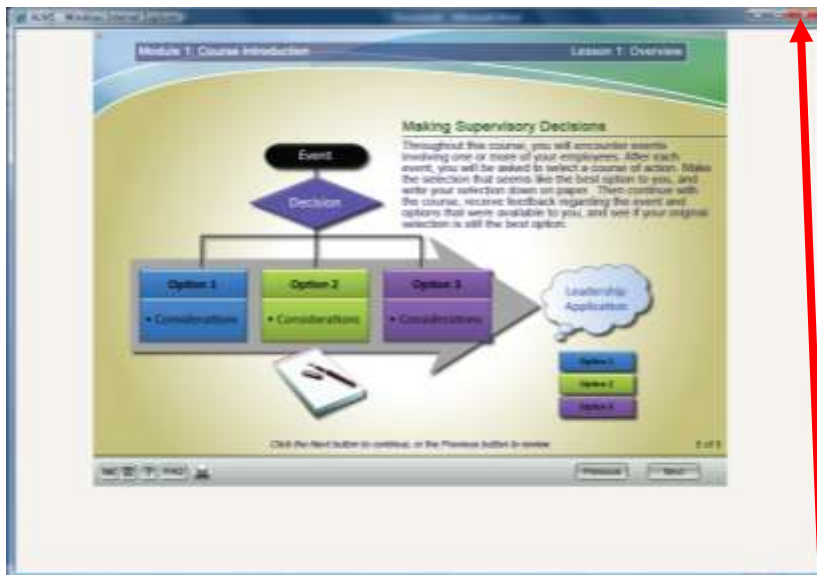 Windows Internet Explorer
Module 1: Course Introduction
Lesson 1: Overview
Making Supervisory Decisions
Throughout this course, you will encounter events
involving one or more of your employees. After each
event, you will be asked to select a course of action. Make
the selection that seems like the best option to you, and
write your selection down on paper. Then continue with
the course, receive feedback regarding the event and
options that were available to you, and see if your original
selection is still the best option.
Event
Decision
Option 1
Option 2
Option 3
• Considerations
• Considerations
• Considerations
Leadership
Application
Option 1
Option 2
Option 3
Click the Next button to continue, or the Previous button to review
Previous
Next